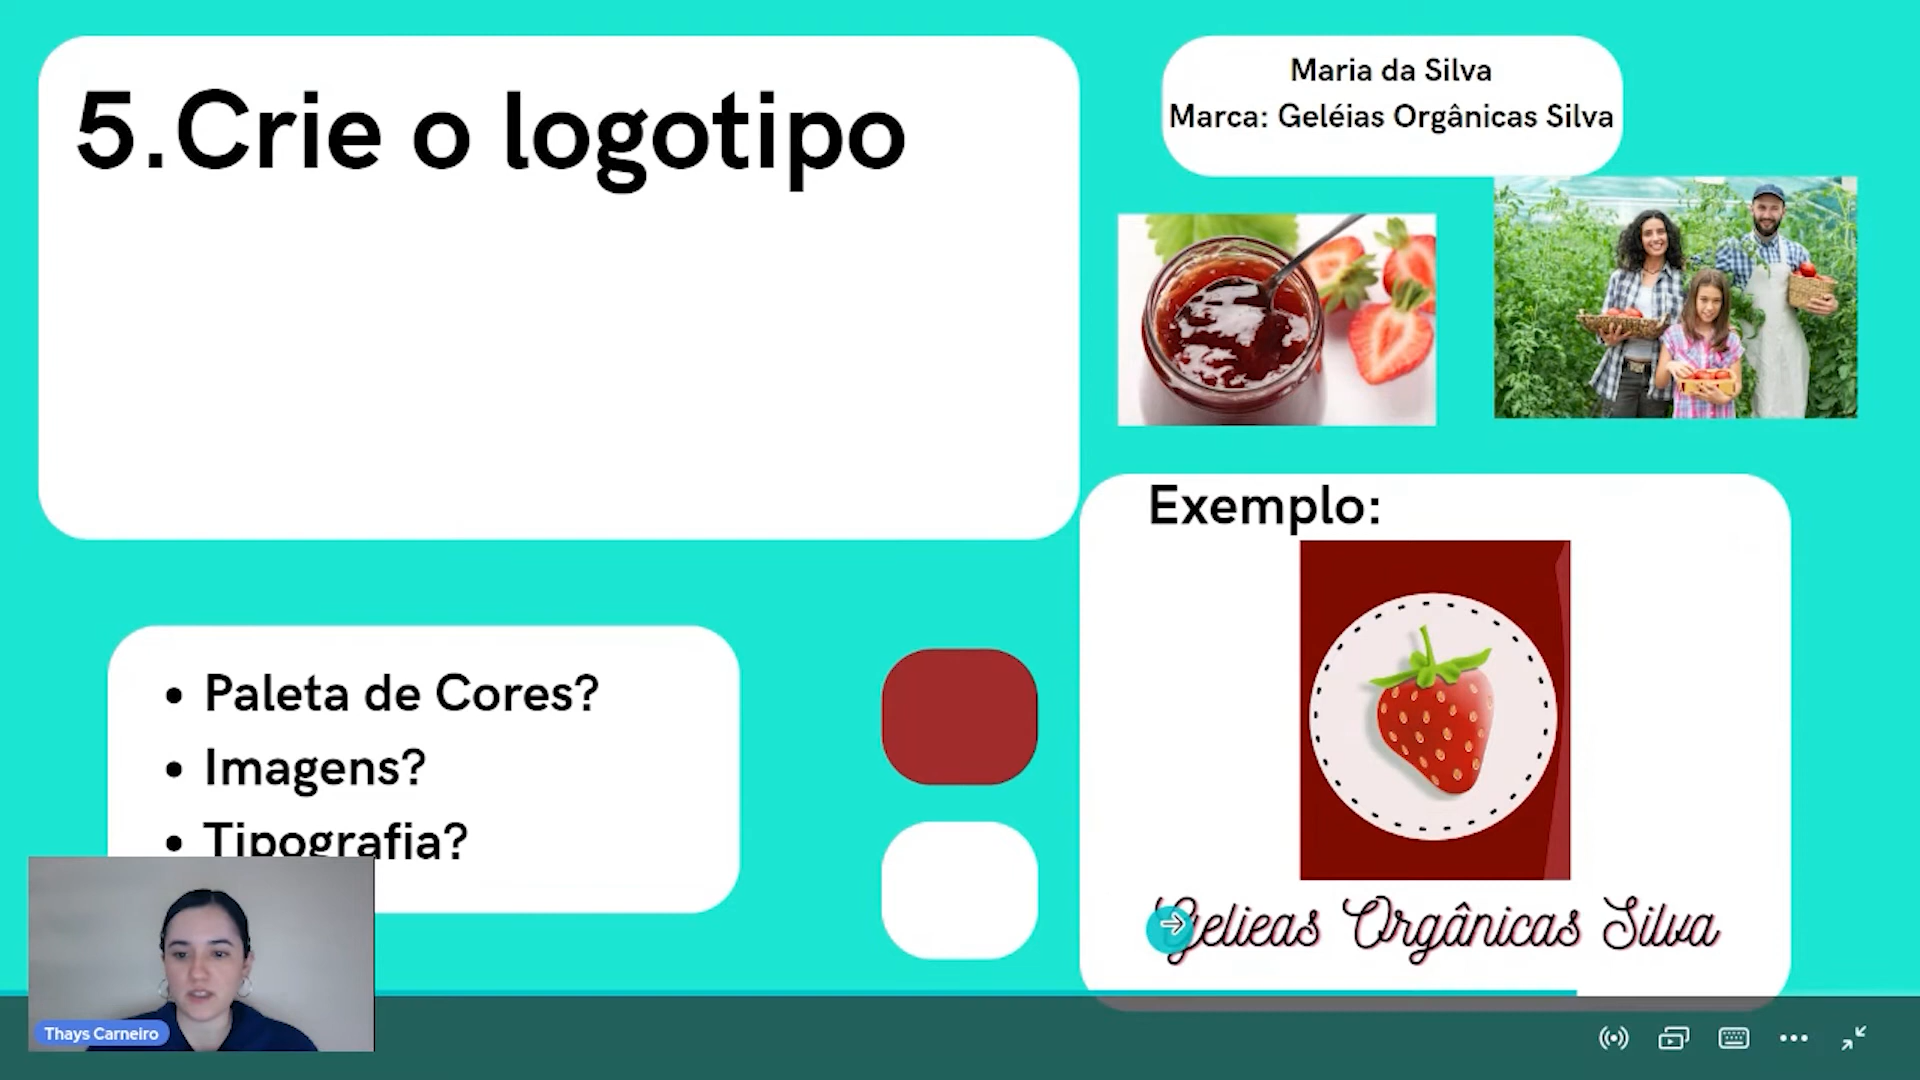 5.Crie o logotipo
Maria da Silva
Marca: Geléias Orgânicas Silva
Exemplo:
• Paleta de Cores?
• Imagens?
• Tipografia?
Gelieas Orgânicas Silva
Thays Carneiro